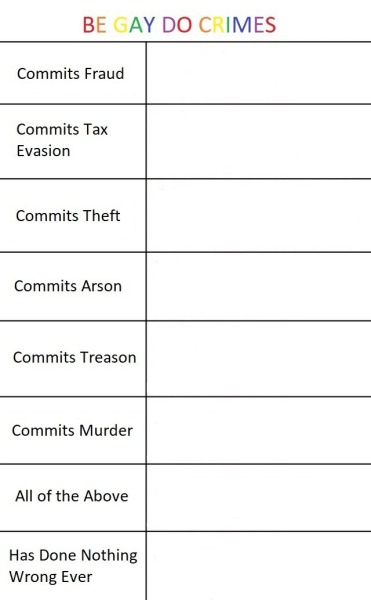 BE GAY DO CRIMES
Commits Fraud
Commits Tax
Evasion
Commits Theft
Commits Arson
Commits Treason
Commits Murder
All of the Above
Has Done Nothing
Wrong Ever